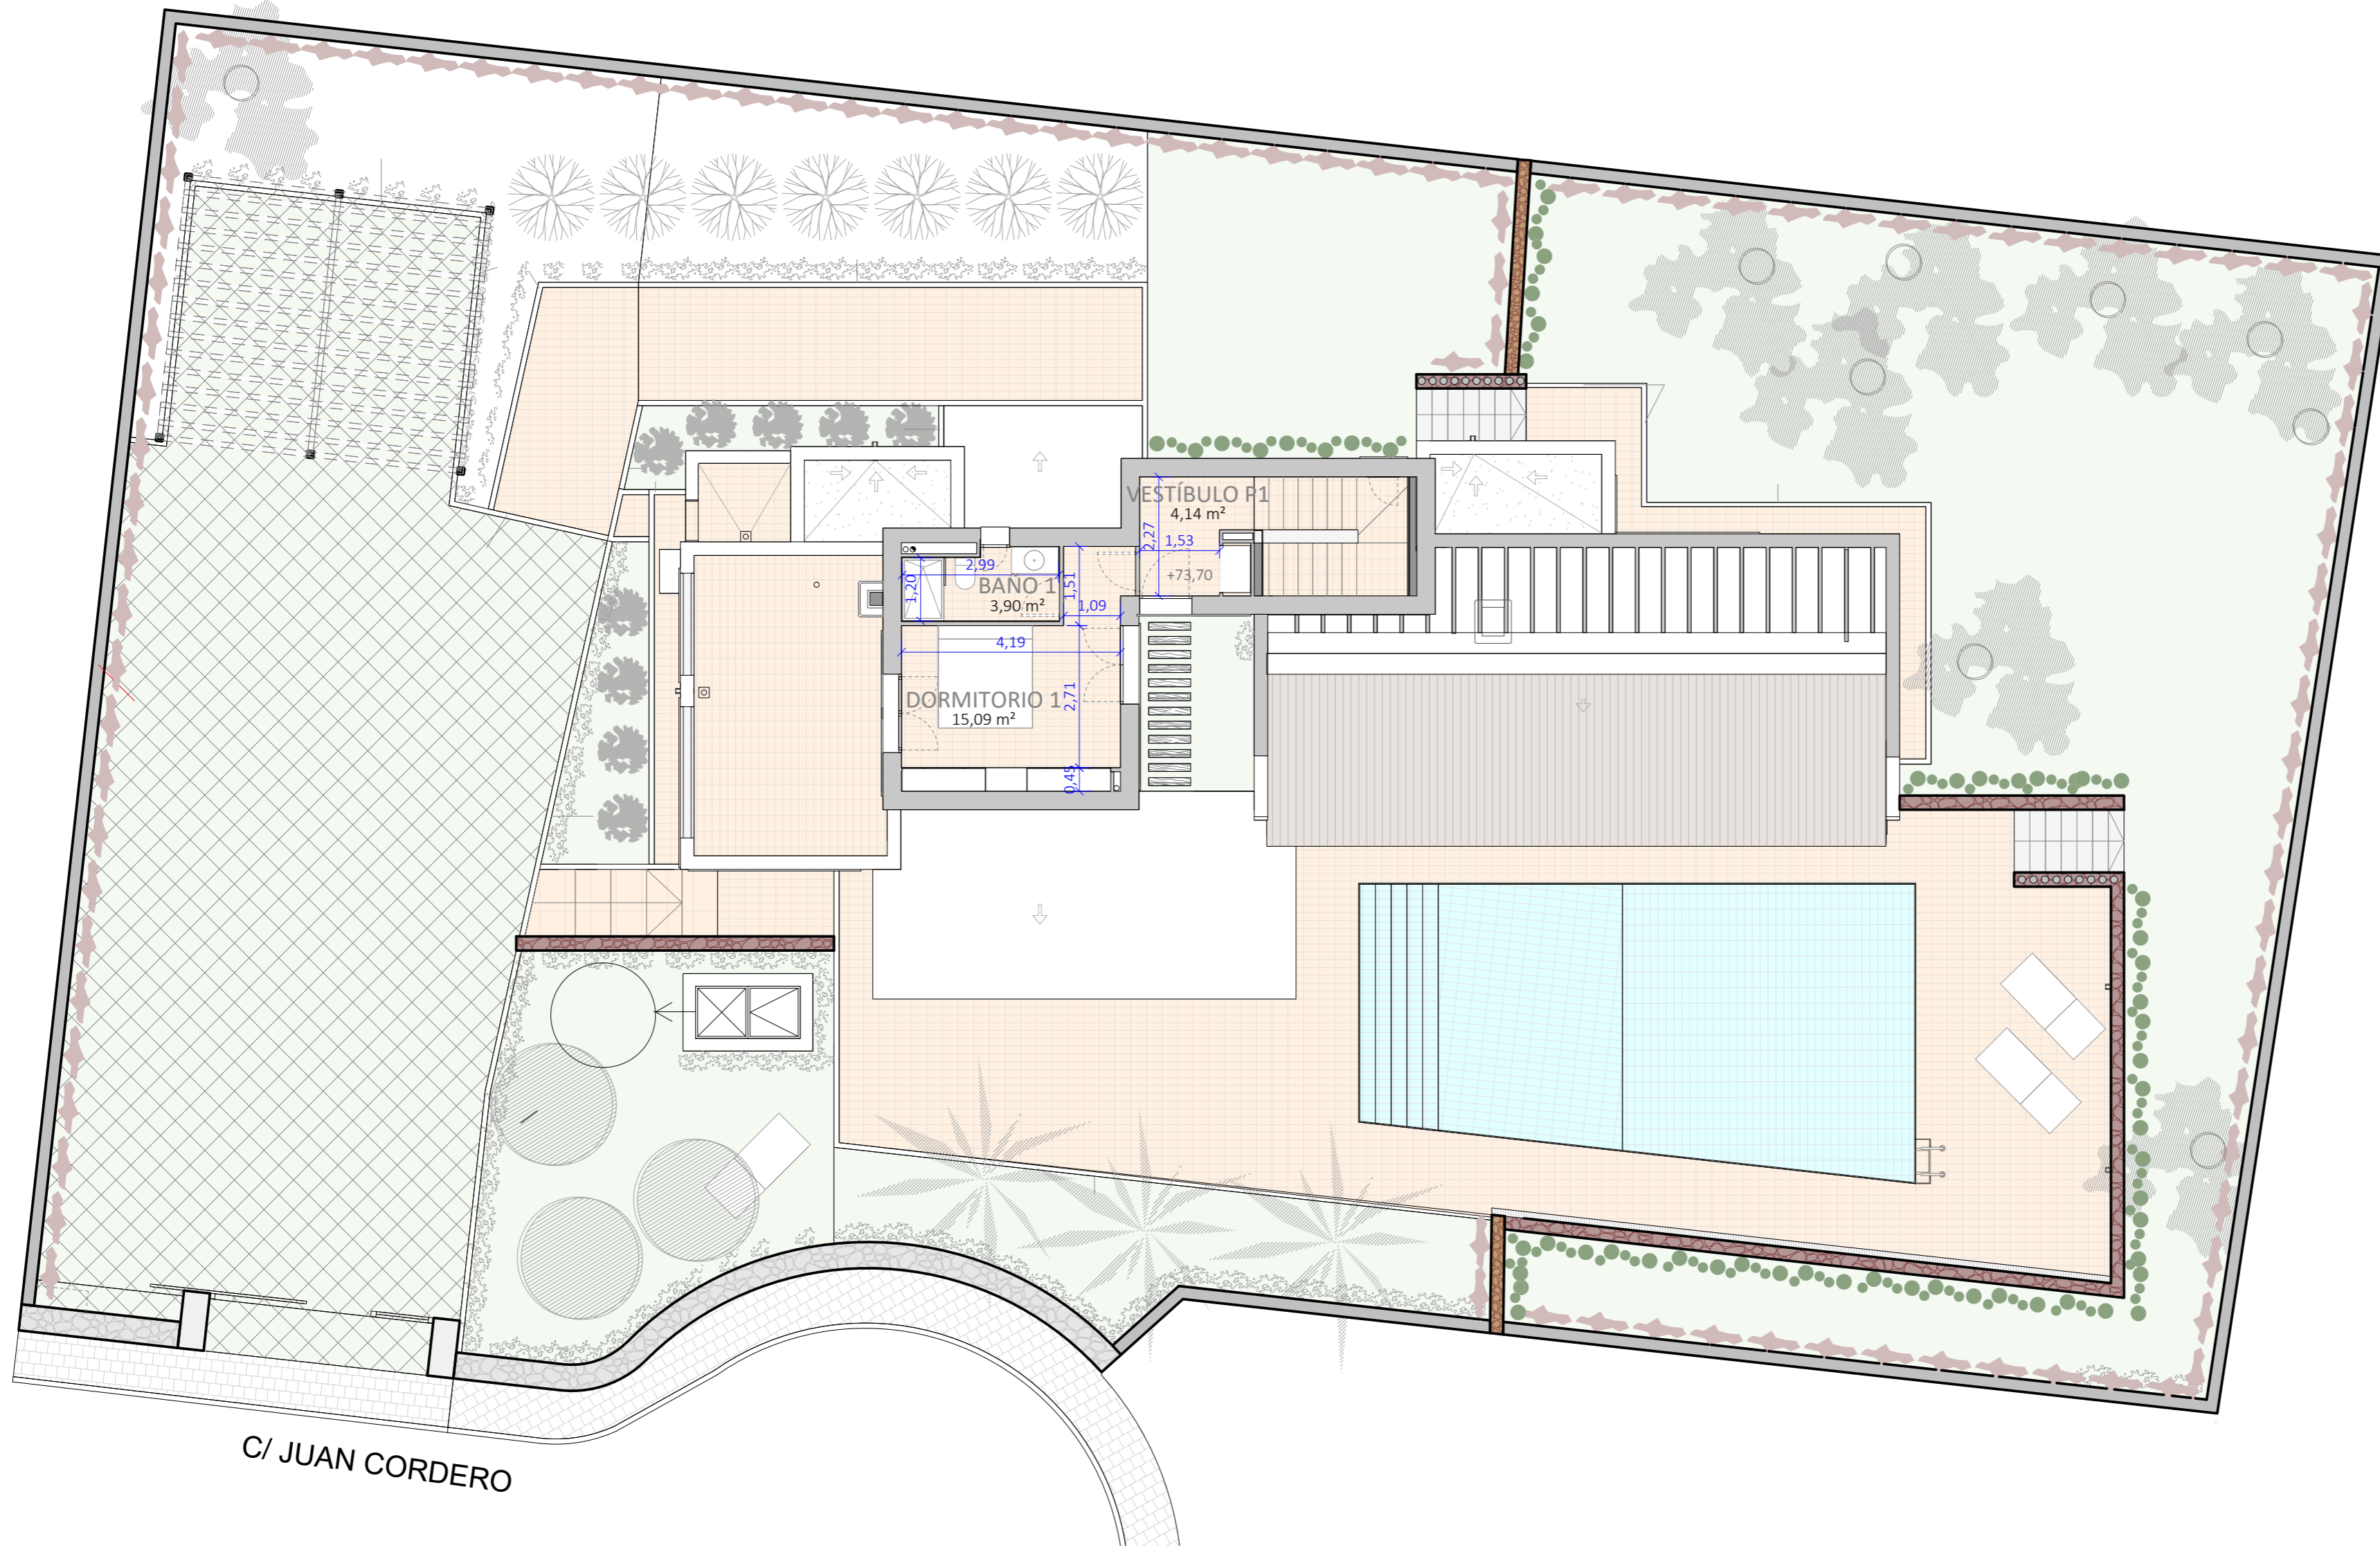 VESTÍBULO P1
4,14 m²
2,27
1,53
+73,70
2,99
1,20
BAÑO 1
3,90 m²
1,51
1,09
4,19
DORMITORIO 1
15,09 m²
2,71
0,45
C/ JUAN CORDERO